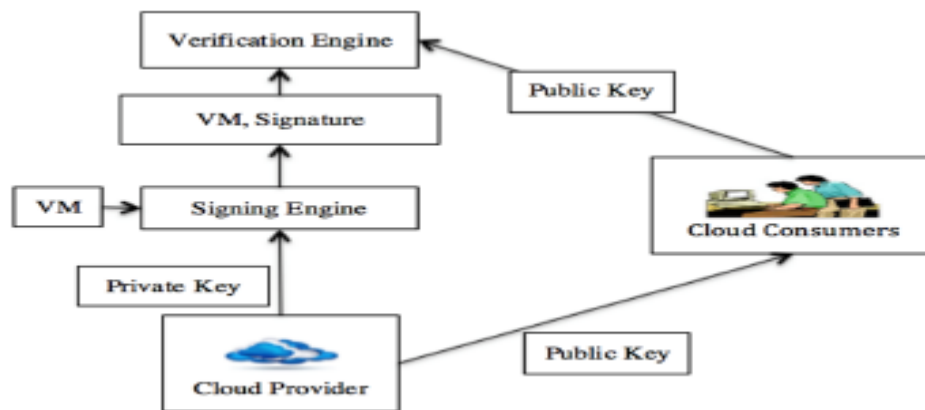 Verification Engine
Public Key
VM, Signature
VM
Signing Engine
Cloud Consumers
Private Key
Public Key
Cloud Provider